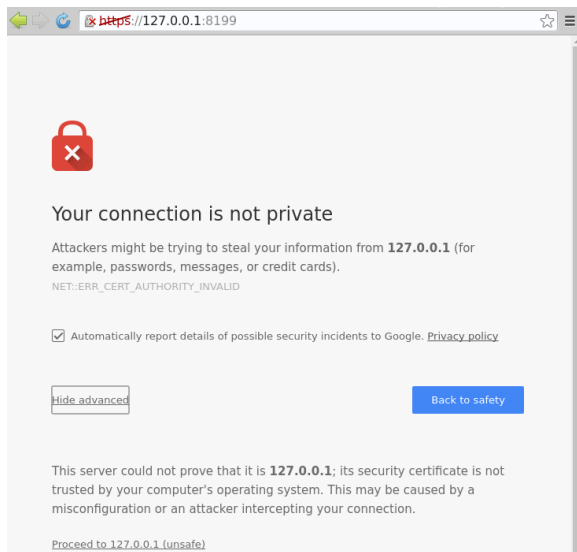 https://127.0.0.1:8199
Your connection is not private
Attackers might be trying to steal your information from 127.0.0.1 (for
example, passwords, messages, or credit cards).
NET::ERR_CERT_AUTHORITY_INVALID
Automatically report details of possible security incidents to Google. Privacy policy
Hide advanced
Back to safety
This server could not prove that it is 127.0.0.1; its security certificate is not
trusted by your computer's operating system. This may be caused by a
misconfiguration or an attacker intercepting your connection.
Proceed to 127.0.0.1 (unsafe)